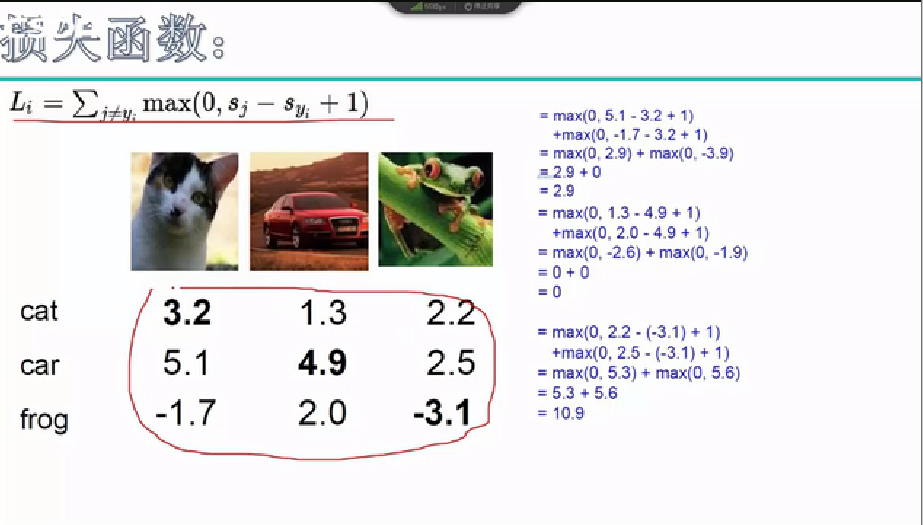 损失函数：
L_i = ∑_{j≠y_i} max(0, s_j − s_{y_i} + 1)
= max(0, 5.1 - 3.2 + 1)
+max(0, -1.7 - 3.2 + 1)
= max(0, 2.9) + max(0, -3.9)
= 2.9 + 0
= 2.9
= max(0, 1.3 - 4.9 + 1)
+max(0, 2.0 - 4.9 + 1)
= max(0, -2.6) + max(0, -1.9)
= 0 + 0
= 0
= max(0, 2.2 - (-3.1) + 1)
+max(0, 2.5 - (-3.1) + 1)
= max(0, 5.3) + max(0, 5.6)
= 5.3 + 5.6
= 10.9
cat 3.2 1.3 2.2
car 5.1 4.9 2.5
frog -1.7 2.0 -3.1